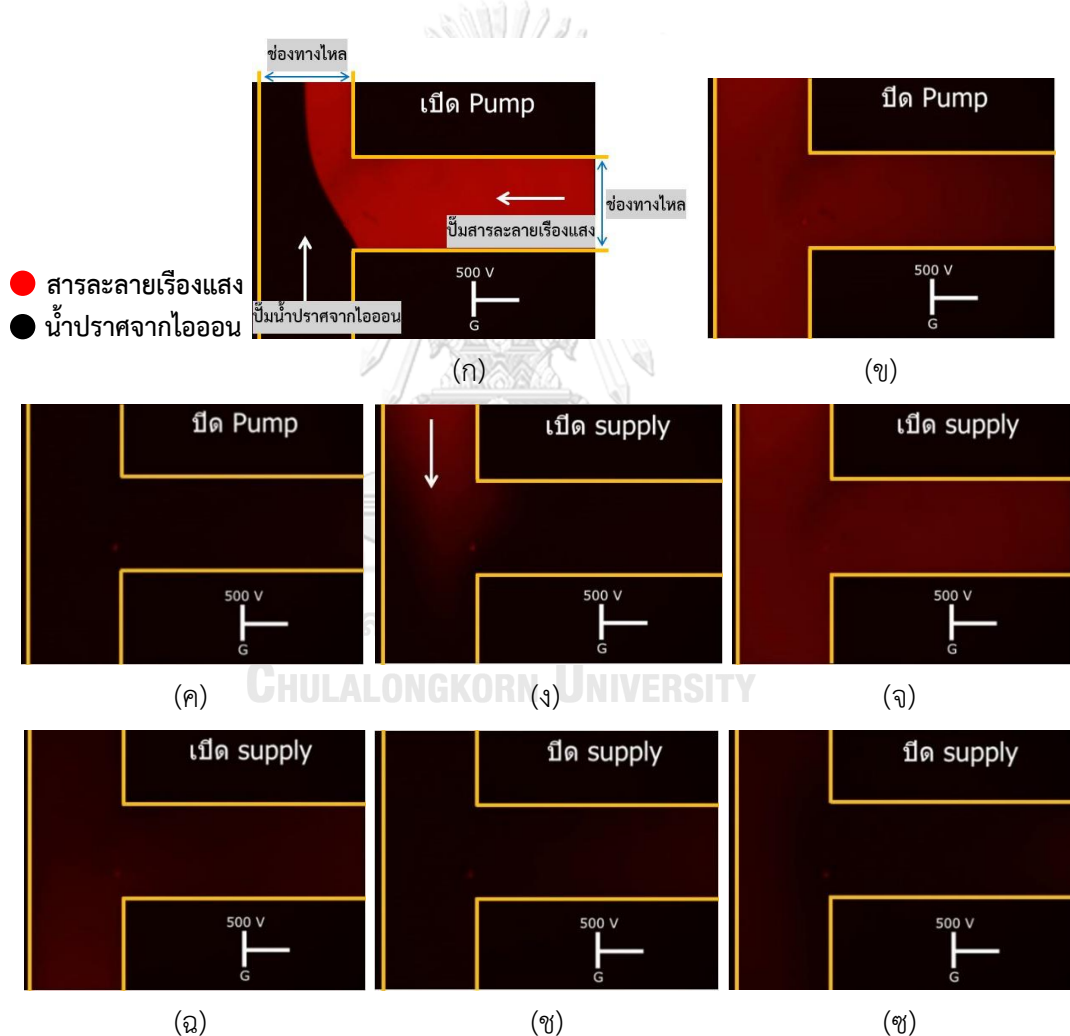 ช่องทางไหล
เปิด Pump
ช่องทางไหล
ปั๊มสารละลายเรืองแสง
500 V
G
ปั๊มน้ำปราศจากไอออน
สารละลายเรืองแสง
น้ำปราศจากไอออน
(ก)
ปิด Pump
500 V
G
(ข)
ปิด Pump
500 V
G
(ค)
เปิด supply
500 V
G
(ง)
เปิด supply
500 V
G
(จ)
CHULALONGKORN UNIVERSITY
เปิด supply
500 V
G
(ฉ)
ปิด supply
500 V
G
(ช)
ปิด supply
500 V
G
(ซ)